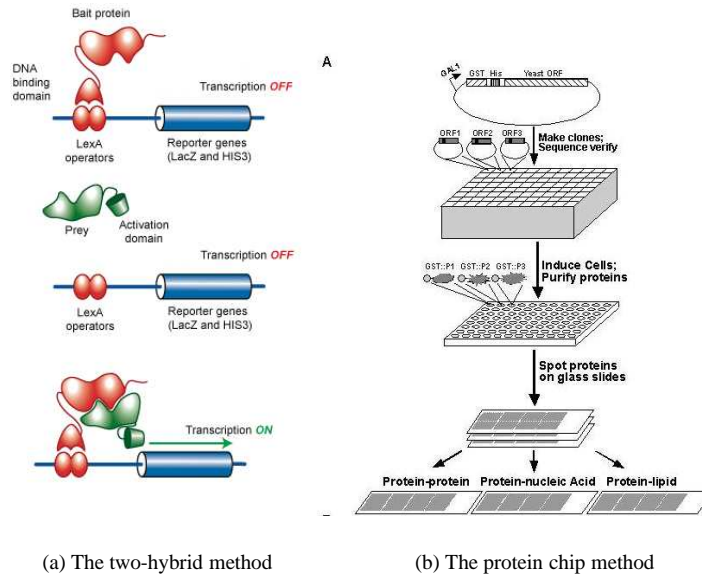 Bait protein
DNA
binding
domain
Transcription OFF
LexA
operators
Reporter genes
(LacZ and HIS3)
Prey
Activation
domain
Transcription OFF
LexA
operators
Reporter genes
(LacZ and HIS3)
Transcription ON
(a) The two-hybrid method
A
GAL1
GST His Yeast ORF
Make clones;
Sequence verify
ORF1 ORF2 ORF3
Induce Cells;
Purify proteins
GST::P1 GST::P2 GST::P3
Spot proteins
on glass slides
Protein-protein Protein-nucleic Acid Protein-lipid
(b) The protein chip method